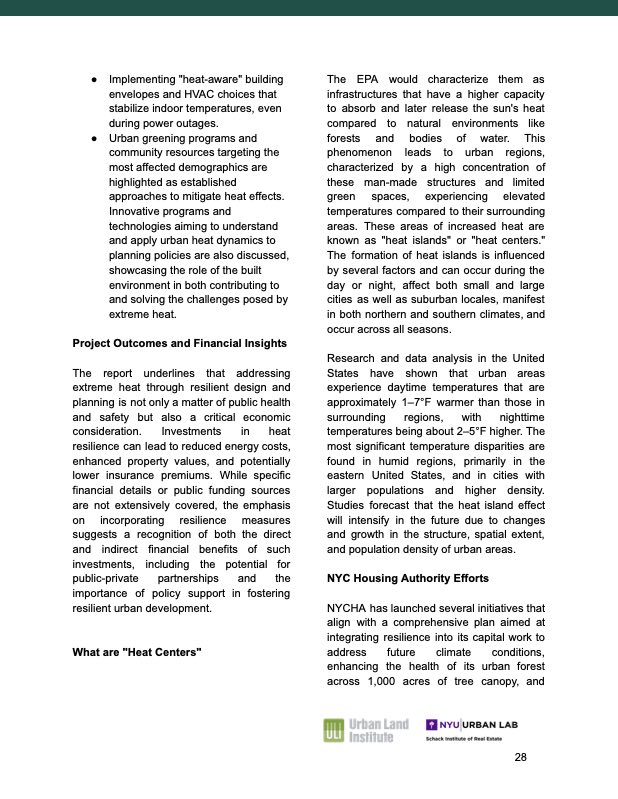 ● Implementing "heat-aware" building
envelopes and HVAC choices that
stabilize indoor temperatures, even
during power outages.
● Urban greening programs and
community resources targeting the
most affected demographics are
highlighted as established
approaches to mitigate heat effects.
Innovative programs and
technologies aiming to understand
and apply urban heat dynamics to
planning policies are also discussed,
showcasing the role of the built
environment in both contributing to
and solving the challenges posed by
extreme heat.
Project Outcomes and Financial Insights
The report underlines that addressing
extreme heat through resilient design and
planning is not only a matter of public health
and safety but also a critical economic
consideration. Investments in heat
resilience can lead to reduced energy costs,
enhanced property values, and potentially
lower insurance premiums. While specific
financial details or public funding sources
are not extensively covered, the emphasis
on incorporating resilience measures
suggests a recognition of both the direct
and indirect financial benefits of such
investments, including the potential for
public-private partnerships and the
importance of policy support in fostering
resilient urban development.
What are "Heat Centers"
The EPA would characterize them as
infrastructures that have a higher capacity
to absorb and later release the sun's heat
compared to natural environments like
forests and bodies of water. This
phenomenon leads to urban regions,
characterized by a high concentration of
these man-made structures and limited
green spaces, experiencing elevated
temperatures compared to their surrounding
areas. These areas of increased heat are
known as "heat islands" or "heat centers."
The formation of heat islands is influenced
by several factors and can occur during the
day or night, affect both small and large
cities as well as suburban locales, manifest
in both northern and southern climates, and
occur across all seasons.
Research and data analysis in the United
States have shown that urban areas
experience daytime temperatures that are
approximately 1–7°F warmer than those in
surrounding regions, with nighttime
temperatures being about 2–5°F higher. The
most significant temperature disparities are
found in humid regions, primarily in the
eastern United States, and in cities with
larger populations and higher density.
Studies forecast that the heat island effect
will intensify in the future due to changes
and growth in the structure, spatial extent,
and population density of urban areas.
NYC Housing Authority Efforts
NYCHA has launched several initiatives that
align with a comprehensive plan aimed at
integrating resilience into its capital work to
address future climate conditions,
enhancing the health of its urban forest
across 1,000 acres of tree canopy, and
ULI Urban Land
Institute
NYU URBAN LAB
Schack Institute of Real Estate
28